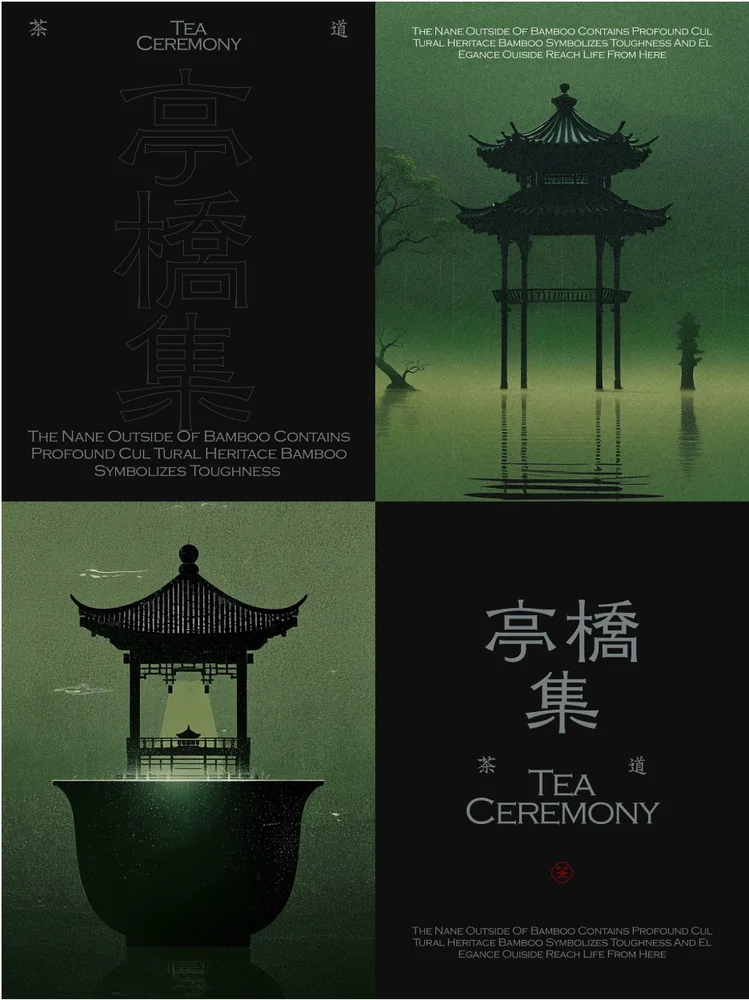 茶
TEA
CEREMONY
道
亭
橋
集
THE NANE OUTSIDE OF BAMBOO CONTAINS
PROFOUND CUL TURAL HERITACE BAMBOO
SYMBOLIZES TOUGHNESS
THE NANE OUTSIDE OF BAMBOO CONTAINS PROFOUND CUL
TURAL HERITACE BAMBOO SYMBOLIZES TOUGHNESS AND EL
EGANCE OUISIDE REACH LIFE FROM HERE
亭橋
集
茶
道
TEA
CEREMONY
茶
THE NANE OUTSIDE OF BAMBOO CONTAINS PROFOUND CUL
TURAL HERITACE BAMBOO SYMBOLIZES TOUGHNESS AND EL
EGANCE OUISIDE REACH LIFE FROM HERE